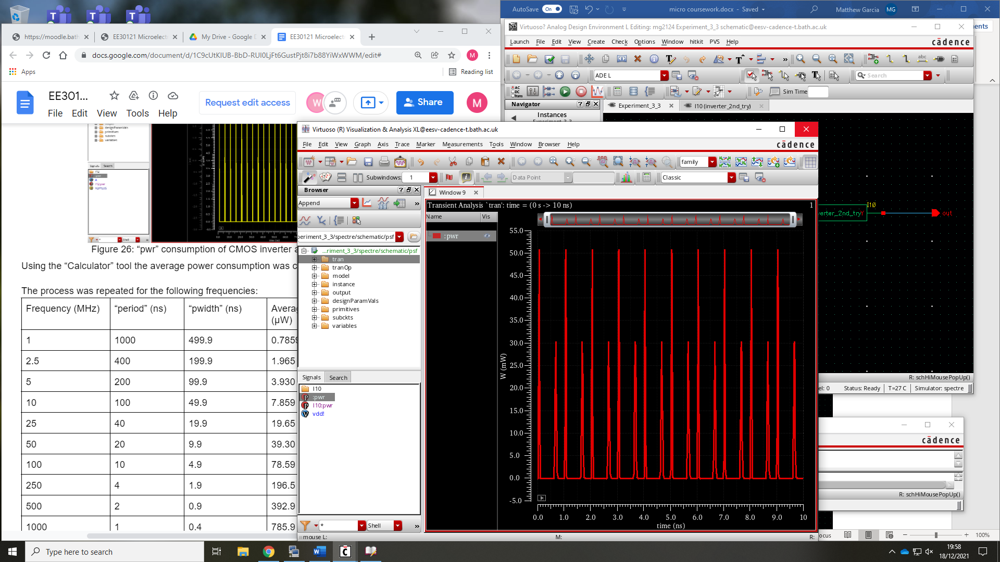 AutoSave On
micro coursework.docx - Saved
Matthew Garcia MG
Virtuoso? Analog Design Environment L Editing: mg2124 Experiment_3_3 schematic@eesv-cadence-t.bath.ac.uk
Launch File Edit View Create Check Options Window hitkit PVS Help
cādence
ADE L
Search
Sim Time
Navigator
Instances
Experiment_3_3
I10 (inverter_2nd_try)
I10
verter_2nd_tryY
out
R: schHiMousePopUp()
Status: Ready T=27 C Simulator: spectre
cādence
R: schHiMousePopUp()
ocus
100%
https://moodle.bath
EE30121 Microelect
My Drive - Google D
EE30121 Microelect
docs.google.com/document/d/1C9cUtKIUB-BbD-RUI0LjFt6GustPjt8i7b88YiWxWWM/edit#
M
Apps
Reading list
EE301...
File Edit View Tools Help
Request edit access
W
Share
M
designParamVals
primitives
subckts
variables
Signals Search
I12
:pwr
A
I12:pwr
V2/PLUS
Shell
Figure 26: “pwr” consumption of CMOS inverter a
Using the “Calculator” tool the average power consumption was c
The process was repeated for the following frequencies:
Frequency (MHz) “period” (ns) “pwidth” (ns) Averag
(µW)
1 1000 499.9 0.7859
2.5 400 199.9 1.965
5 200 99.9 3.930
10 100 49.9 7.859
25 40 19.9 19.65
50 20 9.9 39.30
100 10 4.9 78.59
250 4 1.9 196.5
500 2 0.9 392.9
1000 1 0.4 785.9
Virtuoso (R) Visualization & Analysis XL@eesv-cadence-t.bath.ac.uk
File Edit View Graph Axis Trace Marker Measurements Tools Window Browser Help
cādence
family
Subwindows: 1
Data Point
Classic
Browser
Append
periment_3_3/spectre/schematic/psf
...riment_3_3/spectre/schematic/psf
tran
tranOp
model
instance
output
designParamVals
primitives
subckts
variables
Signals Search
I10
:pwr
I10:pwr
vdd!
*
Shell
mouse L:
M:
R:
Window 9
Transient Analysis `tran': time = (0 s -> 10 ns)
1
Name Vis
:pwr
55.0
50.0
45.0
40.0
35.0
30.0
25.0
20.0
15.0
10.0
5.0
0.0
-5.0
W (mW)
0.0 1.0 2.0 3.0 4.0 5.0 6.0 7.0 8.0 9.0 10
time (ns)
Type here to search
19:58
18/12/2021